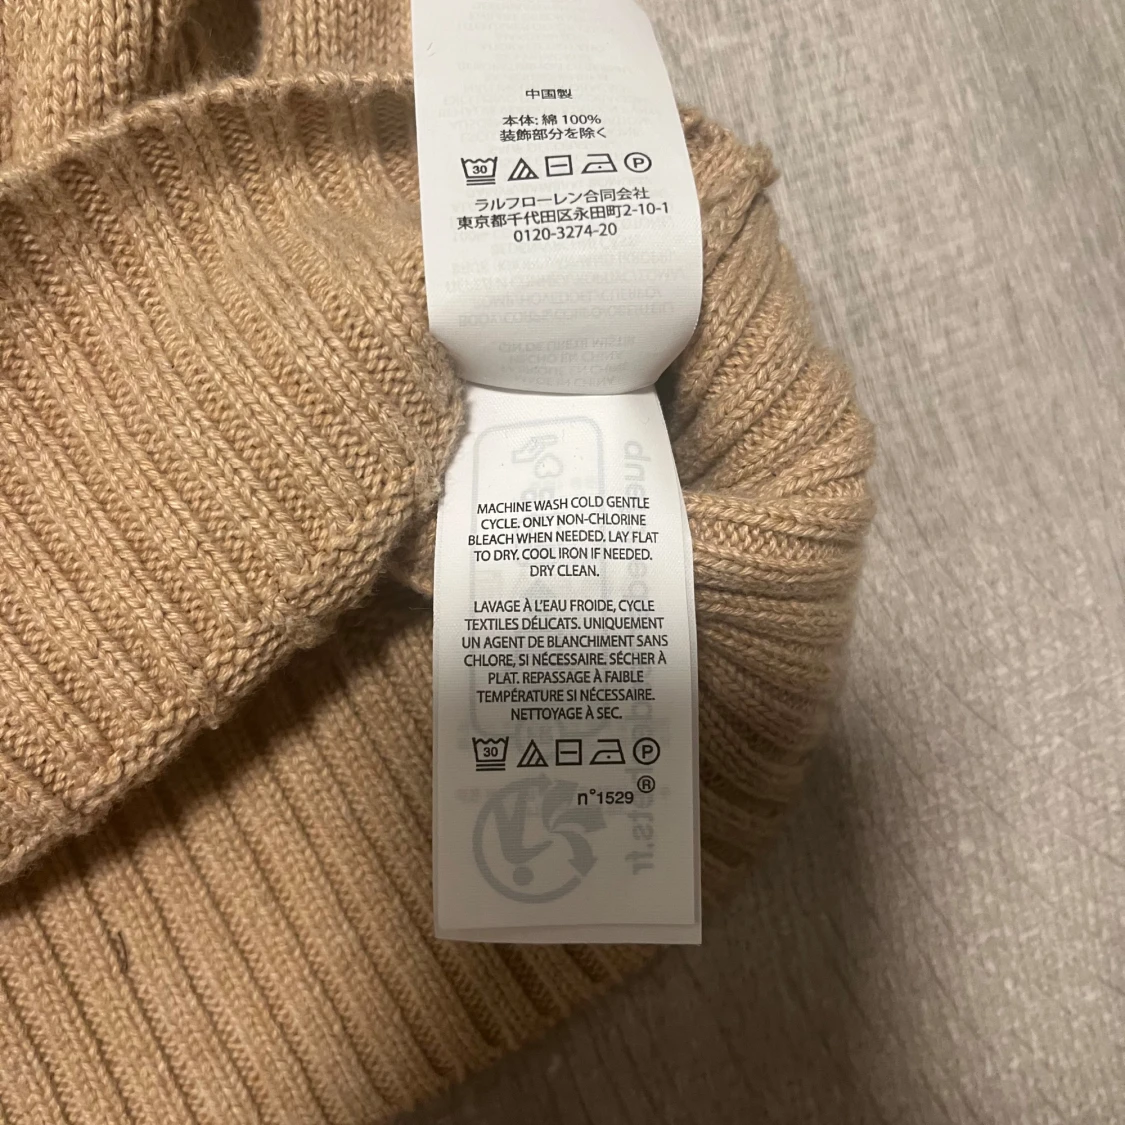 中国製
本体: 綿 100%
装飾部分を除く
30
P
ラルフローレン合同会社
東京都千代田区永田町2-10-1
0120-3274-20
MACHINE WASH COLD GENTLE
CYCLE. ONLY NON-CHLORINE
BLEACH WHEN NEEDED. LAY FLAT
TO DRY. COOL IRON IF NEEDED.
DRY CLEAN.
LAVAGE À L'EAU FROIDE, CYCLE
TEXTILES DÉLICATS. UNIQUEMENT
UN AGENT DE BLANCHIMENT SANS
CHLORE, SI NÉCESSAIRE. SÉCHER À
PLAT. REPASSAGE À FAIBLE
TEMPÉRATURE SI NÉCESSAIRE.
NETTOYAGE À SEC.
30
P
n°1529 ®